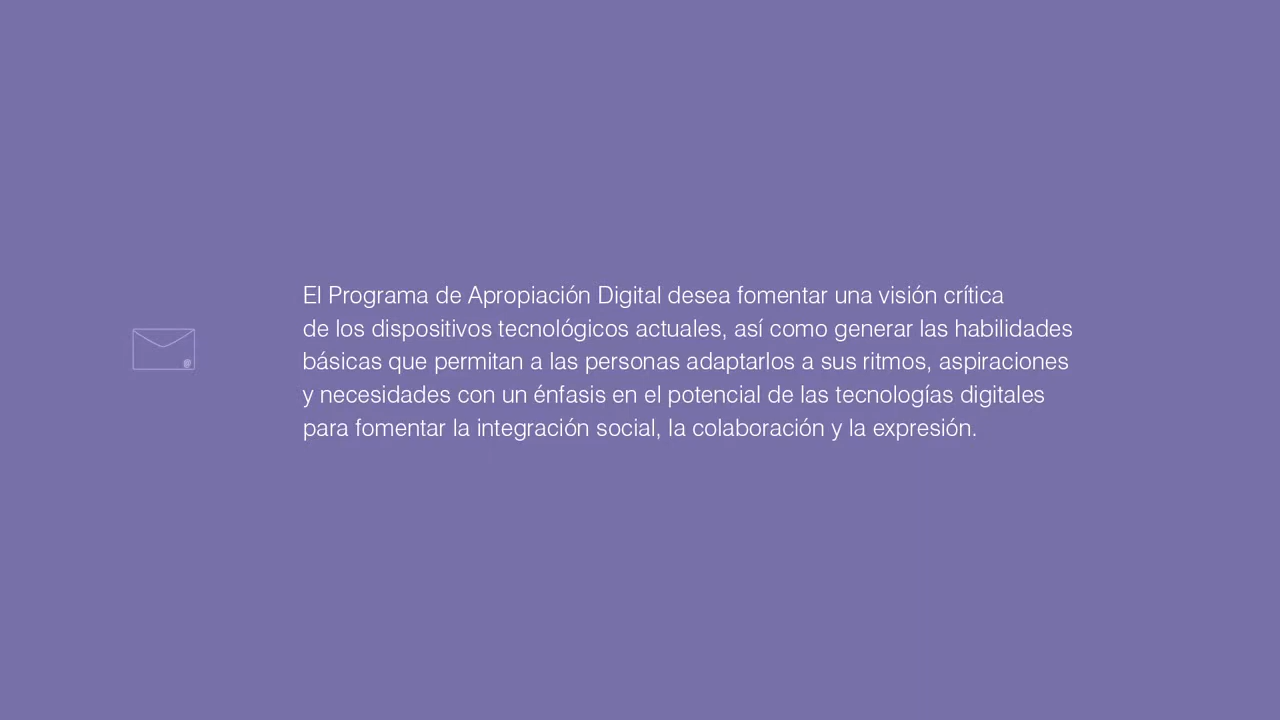 El Programa de Apropiación Digital desea fomentar una visión crítica
de los dispositivos tecnológicos actuales, así como generar las habilidades
básicas que permitan a las personas adaptarlos a sus ritmos, aspiraciones
y necesidades con un énfasis en el potencial de las tecnologías digitales
para fomentar la integración social, la colaboración y la expresión.
@